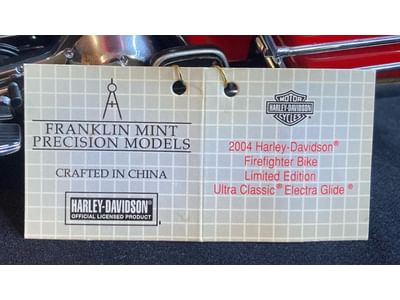 FRANKLIN MINT
PRECISION MODELS
CRAFTED IN CHINA
HARLEY-DAVIDSON®
OFFICIAL LICENSED PRODUCT
MOTOR
HARLEY-DAVIDSON
CYCLES
2004 Harley-Davidson®
Firefighter Bike
Limited Edition
Ultra Classic® Electra Glide®